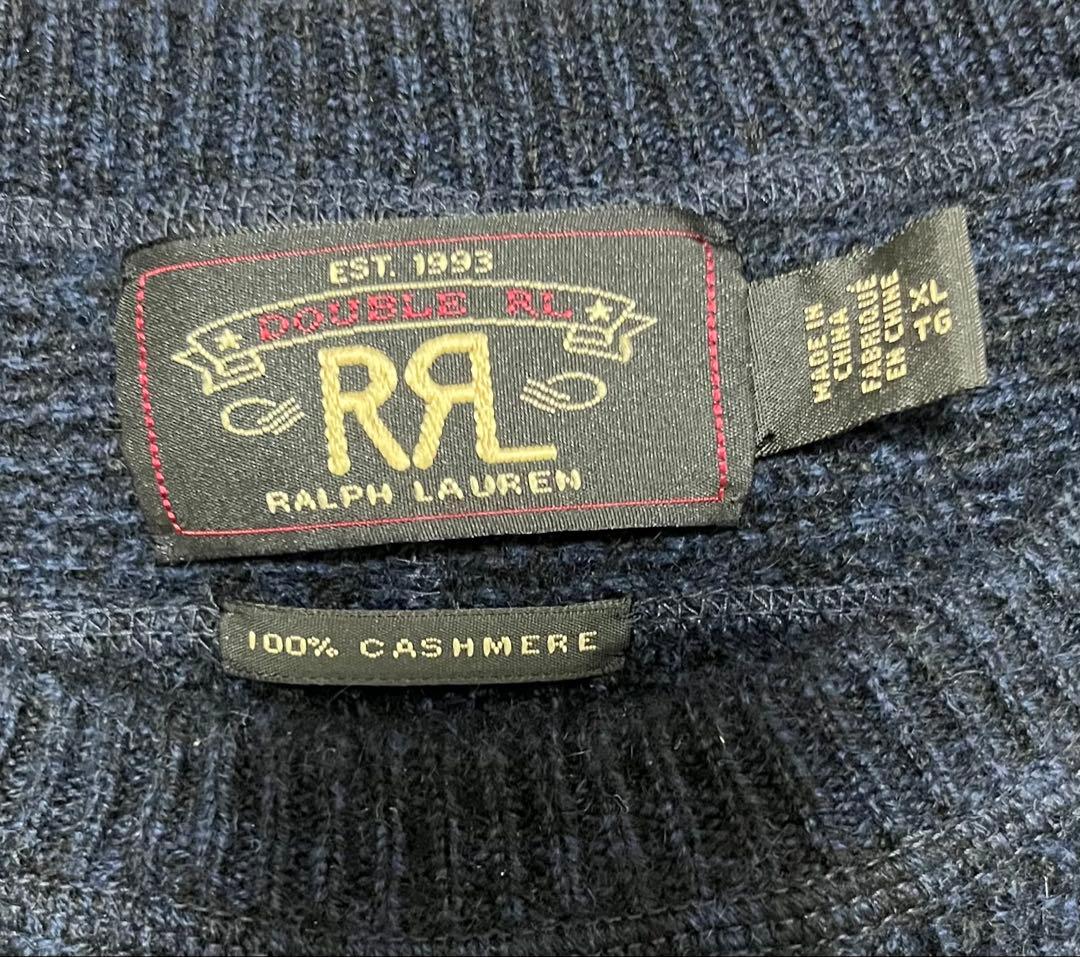 EST. 1993
DOUBLE RL
RRL
RALPH LAUREN
100% CASHMERE
MADE IN
CHINA
FABRIQUÉ
EN CHINE
XL
TG